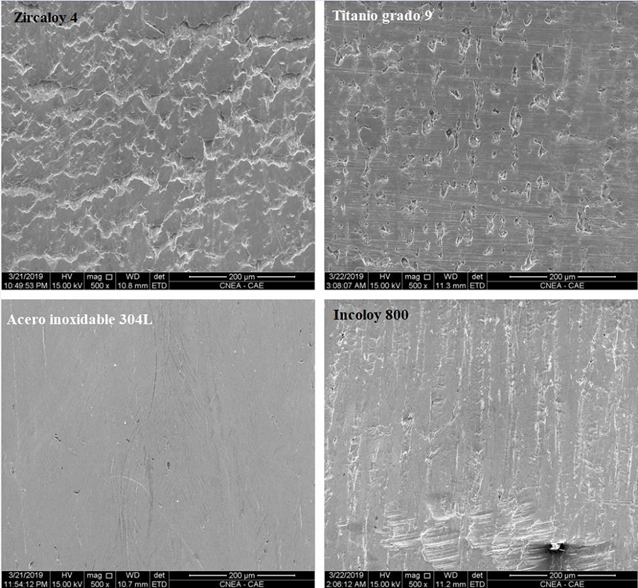 Zircaloy 4
Titanio grado 9
3/21/2019 HV mag WD det 200 µm
10:49:53 PM 15.00 kV 500 x 10.8 mm ETD CNEA - CAE
3/22/2019 HV mag WD det 200 µm
3:08:07 AM 15.00 kV 500 x 11.3 mm ETD CNEA - CAE
Acero inoxidable 304L
Incoloy 800
3/21/2019 HV mag WD det 200 µm
11:54:12 PM 15.00 kV 500 x 10.7 mm ETD CNEA - CAE
3/22/2019 HV mag WD det 200 µm
2:06:12 AM 15.00 kV 500 x 11.2 mm ETD CNEA - CAE